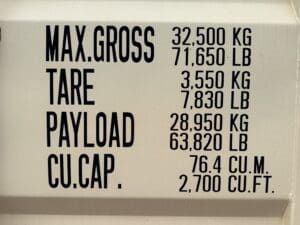 MAX.GROSS 32,500 KG
71,650 LB
TARE 3,550 KG
7,830 LB
PAYLOAD 28,950 KG
63,820 LB
CU.CAP. 76.4 CU.M.
2,700 CU.FT.